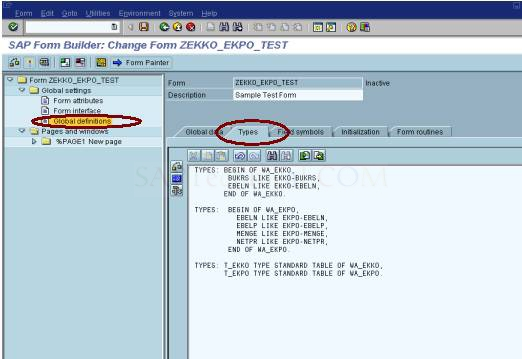 Form Edit Goto Utilities Environment System Help
SAP Form Builder: Change Form ZEKKO_EKPO_TEST
Form Painter
Form ZEKKO_EKPO_TEST
Global settings
Form attributes
Form interface
Global definitions
Pages and windows
%PAGE1 New page
Form ZEKKO_EKPO_TEST Inactive
Description Sample Test Form
Global data Types Field symbols Initialization Form routines
TYPES: BEGIN OF WA_EKKO,
BUKRS LIKE EKKO-BUKRS,
EBELN LIKE EKKO-EBELN,
END OF WA_EKKO.
TYPES: BEGIN OF WA_EKPO,
EBELN LIKE EKPO-EBELN,
EBELP LIKE EKPO-EBELP,
MENGE LIKE EKPO-MENGE,
NETPR LIKE EKPO-NETPR,
END OF WA_EKPO.
TYPES: T_EKKO TYPE STANDARD TABLE OF WA_EKKO,
T_EKPO TYPE STANDARD TABLE OF WA_EKPO.